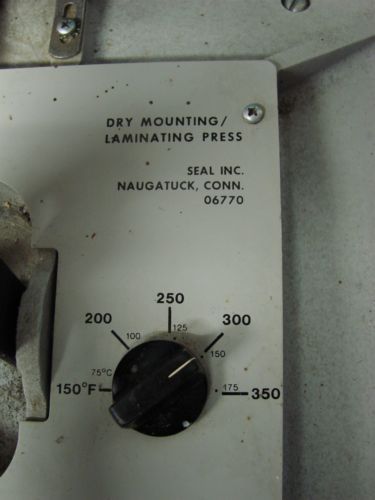 DRY MOUNTING/
LAMINATING PRESS
SEAL INC.
NAUGATUCK, CONN.
06770
250
200 125 300
100 150
75°C
150°F 175 350